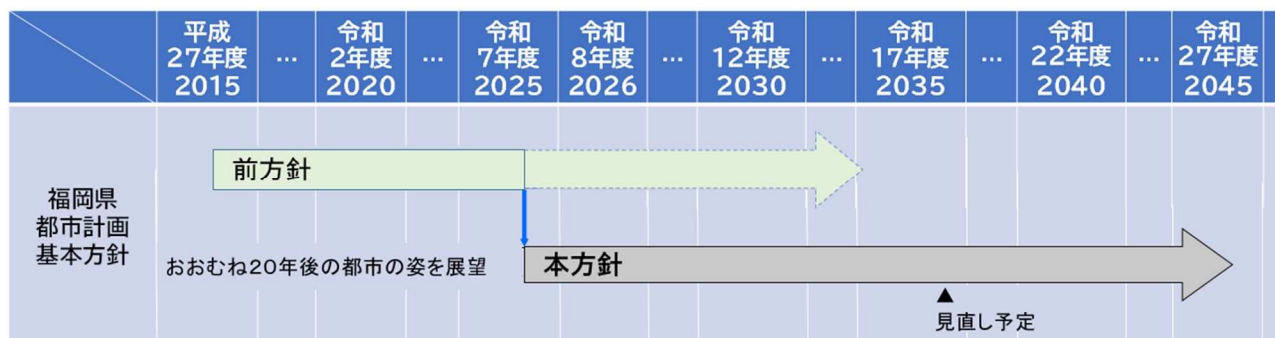 平成 … 令和 … 令和 令和 … 令和 … 令和 … 令和 … 令和
27年度 2年度 7年度 8年度 12年度 17年度 22年度 27年度
2015 2020 2025 2026 2030 2035 2040 2045
前方針
福岡県
都市計画
基本方針
おおむね20年後の都市の姿を展望
本方針
▲
見直し予定